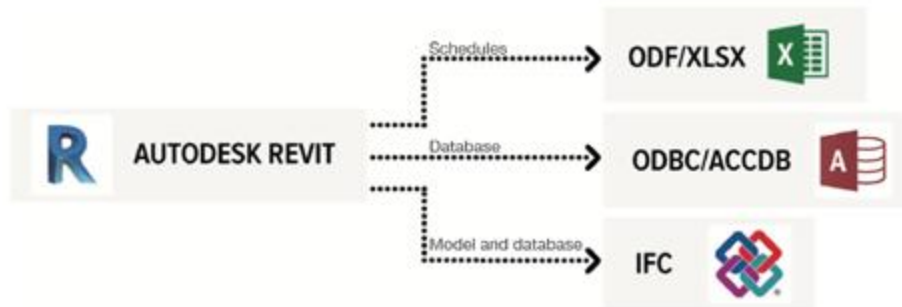 Schedules
ODF/XLSX
X
R
AUTODESK REVIT
Database
ODBC/ACCDB
A
Model and database
IFC
®